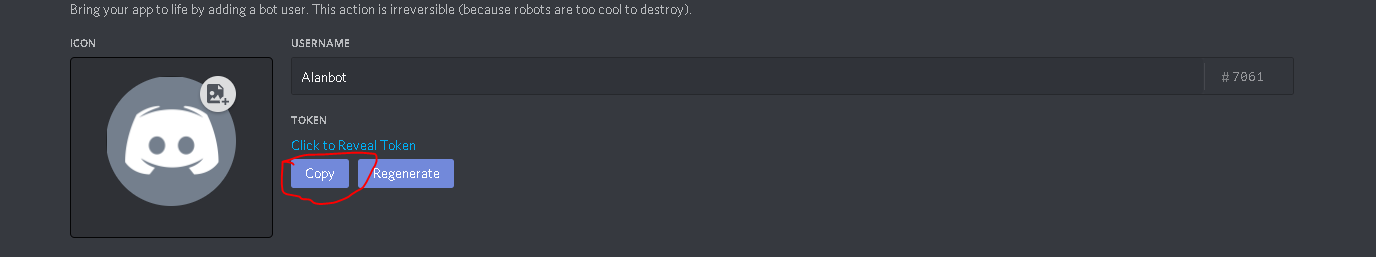 Bring your app to life by adding a bot user. This action is irreversible (because robots are too cool to destroy).
ICON
USERNAME
Alanbot
#7061
TOKEN
Click to Reveal Token
Copy
Regenerate